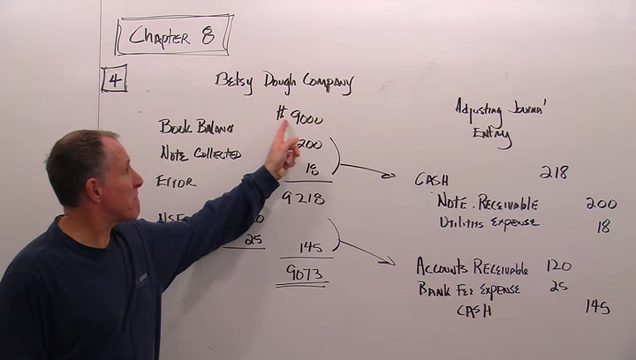 Chapter 8
4
Betsy Dough Company
Book Balance $9000
Note Collected 200
Error 18
9218
25
145
9073
Adjusting Journal
Entry
Cash 218
Note Receivable 200
Utilities Expense 18
Accounts Receivable 120
Bank Fee Expense 25
Cash 145